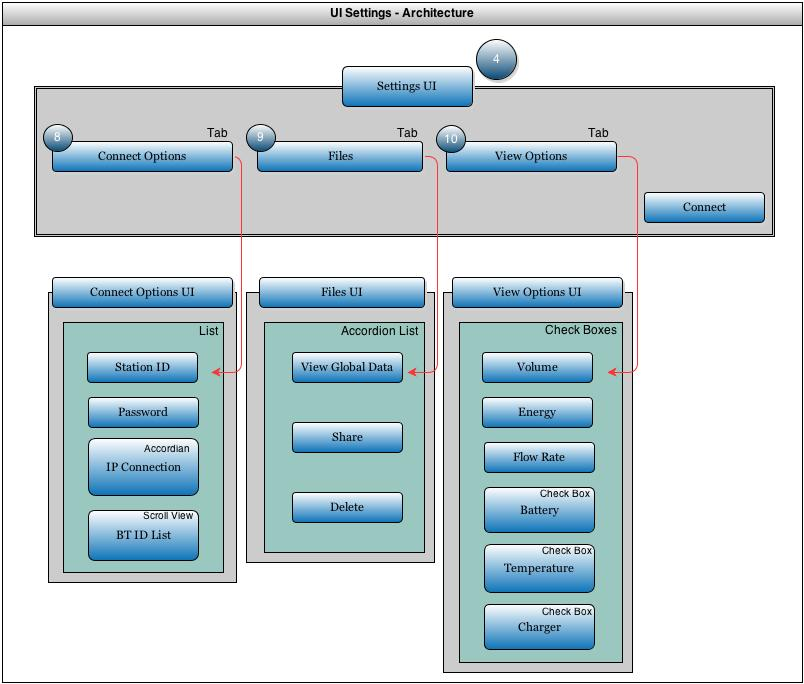 UI Settings - Architecture
4
Settings UI
8
Tab
Connect Options
9
Tab
Files
10
Tab
View Options
Connect
Connect Options UI
List
Station ID
Password
Accordian
IP Connection
Scroll View
BT ID List
Files UI
Accordion List
View Global Data
Share
Delete
View Options UI
Check Boxes
Volume
Energy
Flow Rate
Check Box
Battery
Check Box
Temperature
Check Box
Charger